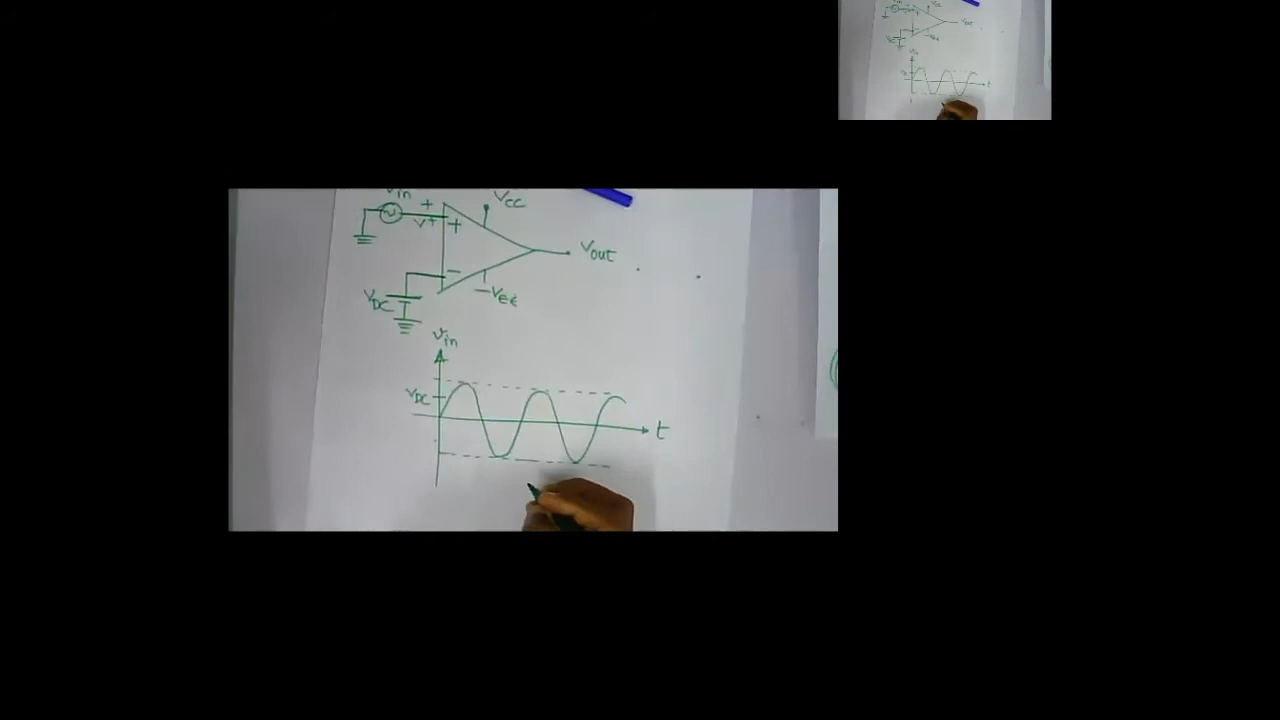 Vin
+ VCC
V+ +
Vout
−
VDC −VEE
Vin
VDC
t